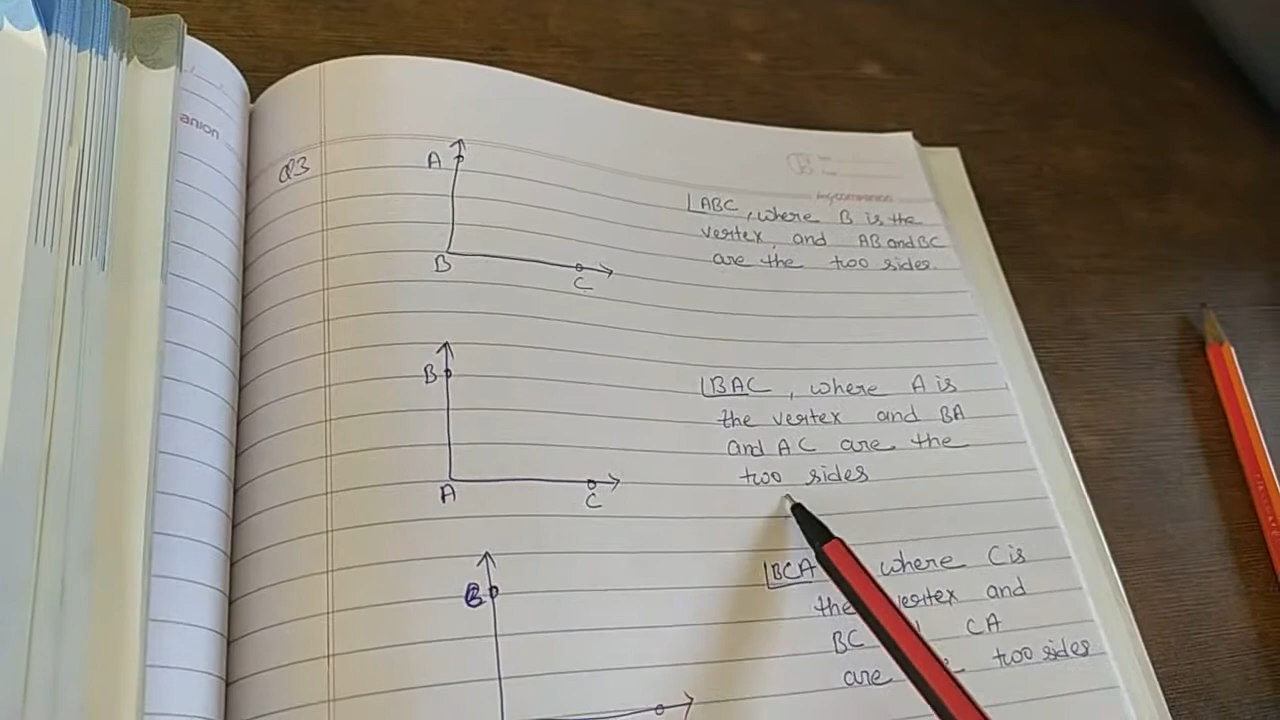 anion
Q3
A
B
C
mycompanion
∠ABC, where B is the
vertex, and AB and BC
are the two sides.
B
A
C
∠BAC, where A is
the vertex and BA
and AC are the
two sides
B
∠BCA where C is
the vertex and
BC CA
are two sides